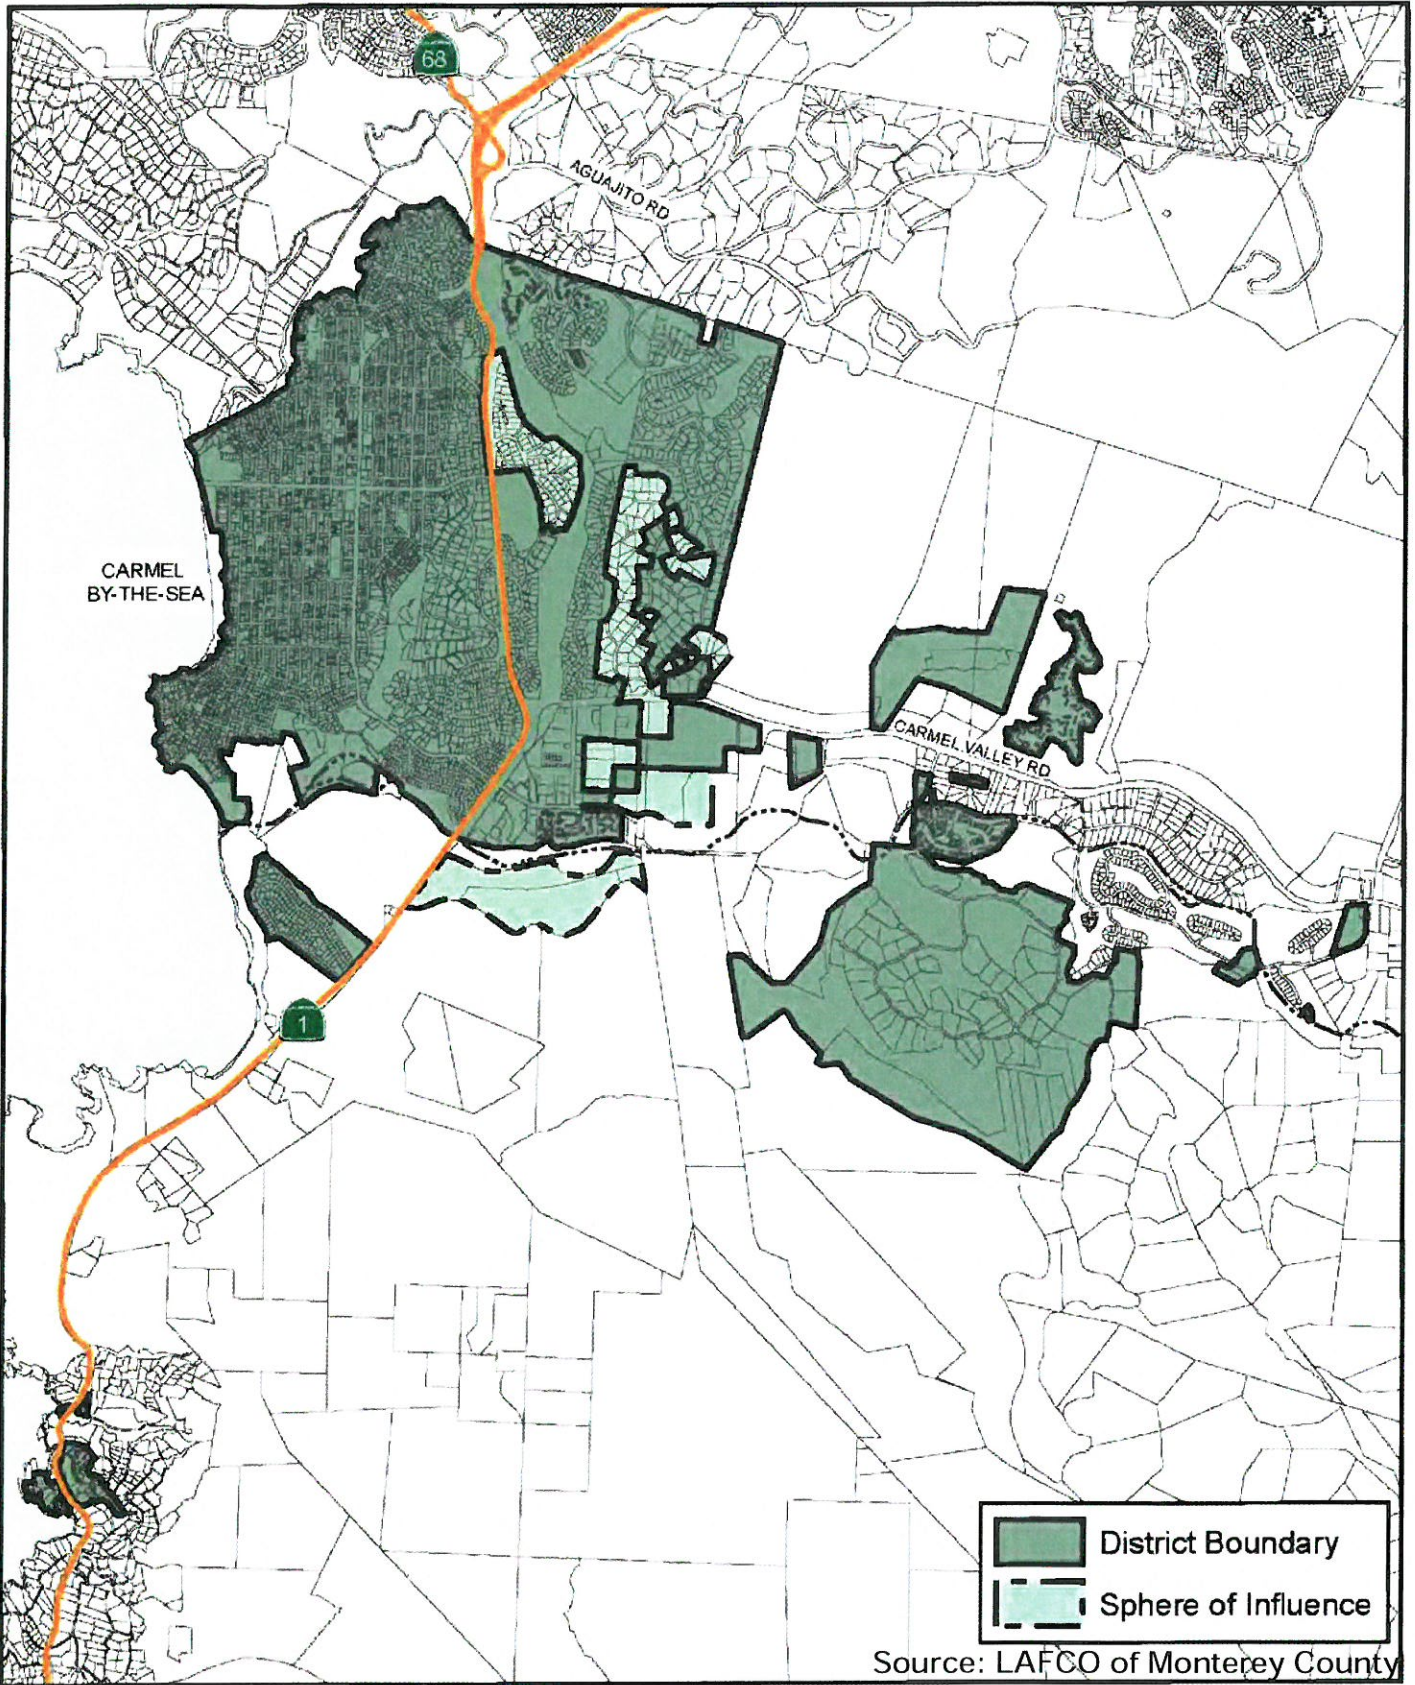 68
AGUAJITO RD
CARMEL
BY-THE-SEA
CARMEL VALLEY RD
1
District Boundary
Sphere of Influence
Source: LAFCO of Monterey County